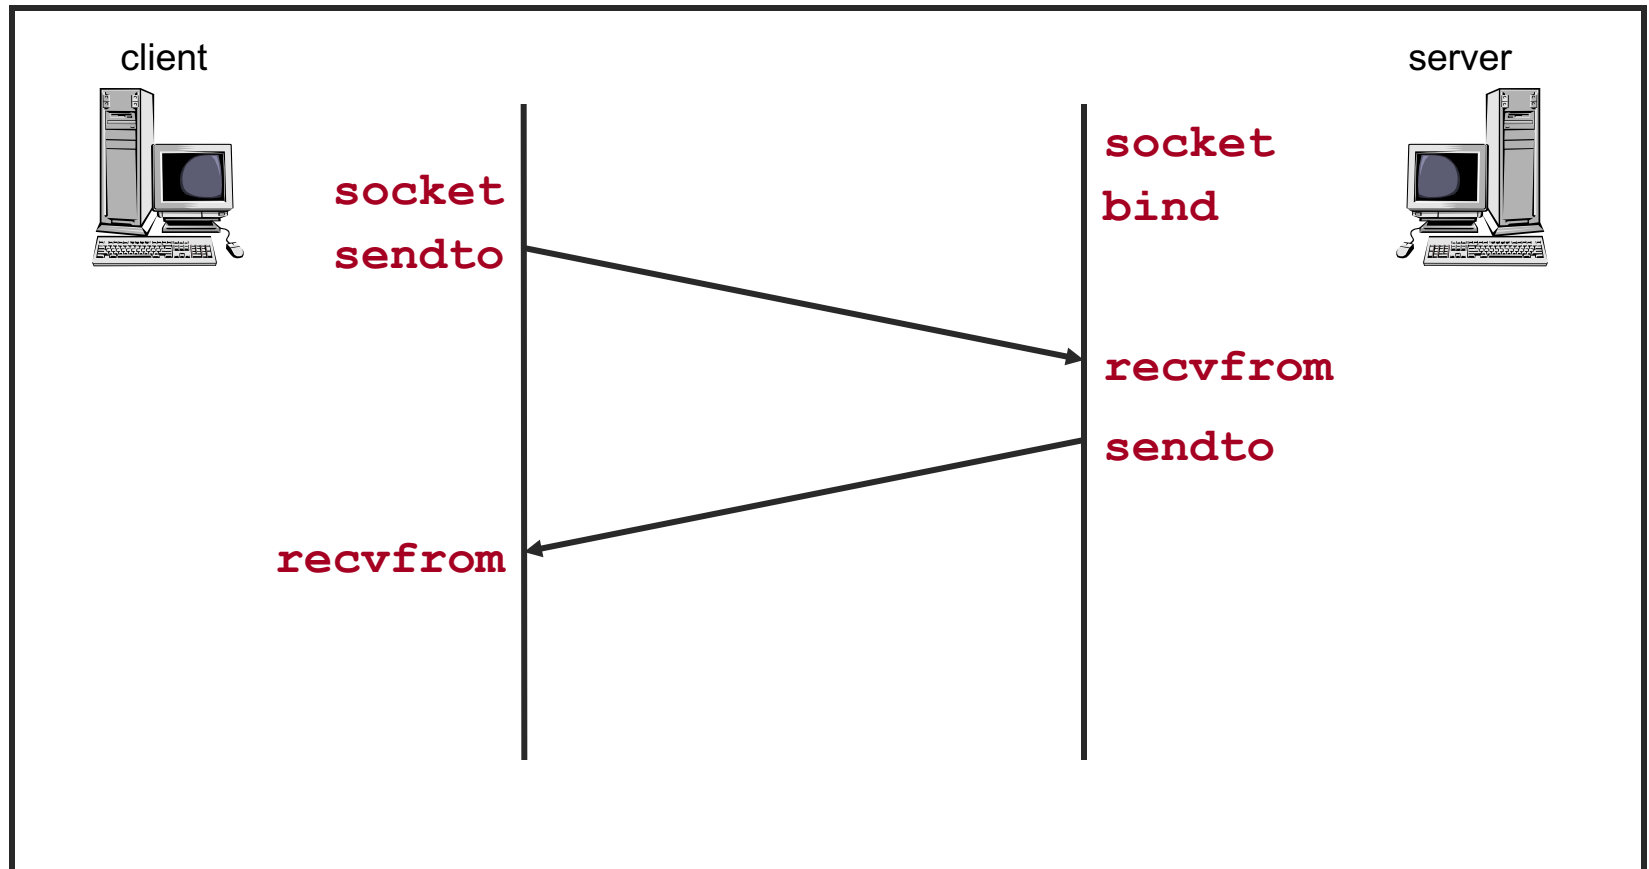 client
server
socket
bind
socket
sendto
recvfrom
sendto
recvfrom